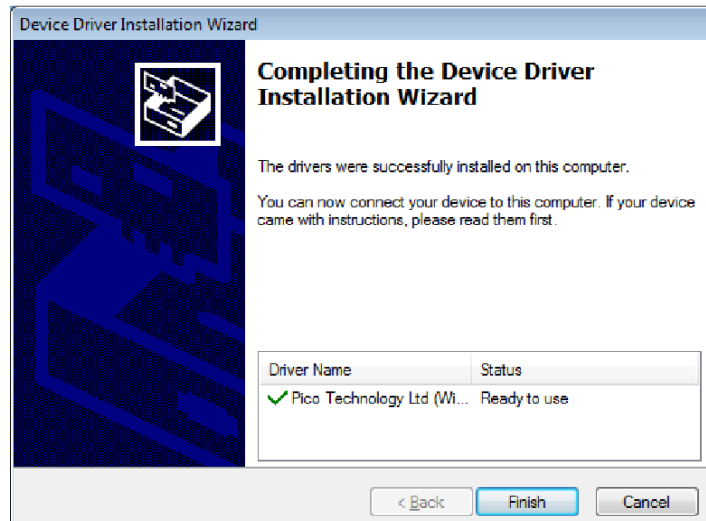 Device Driver Installation Wizard
Completing the Device Driver
Installation Wizard
The drivers were successfully installed on this computer.
You can now connect your device to this computer. If your device
came with instructions, please read them first.
Driver Name Status
Pico Technology Ltd (Wi... Ready to use
< Back Finish Cancel